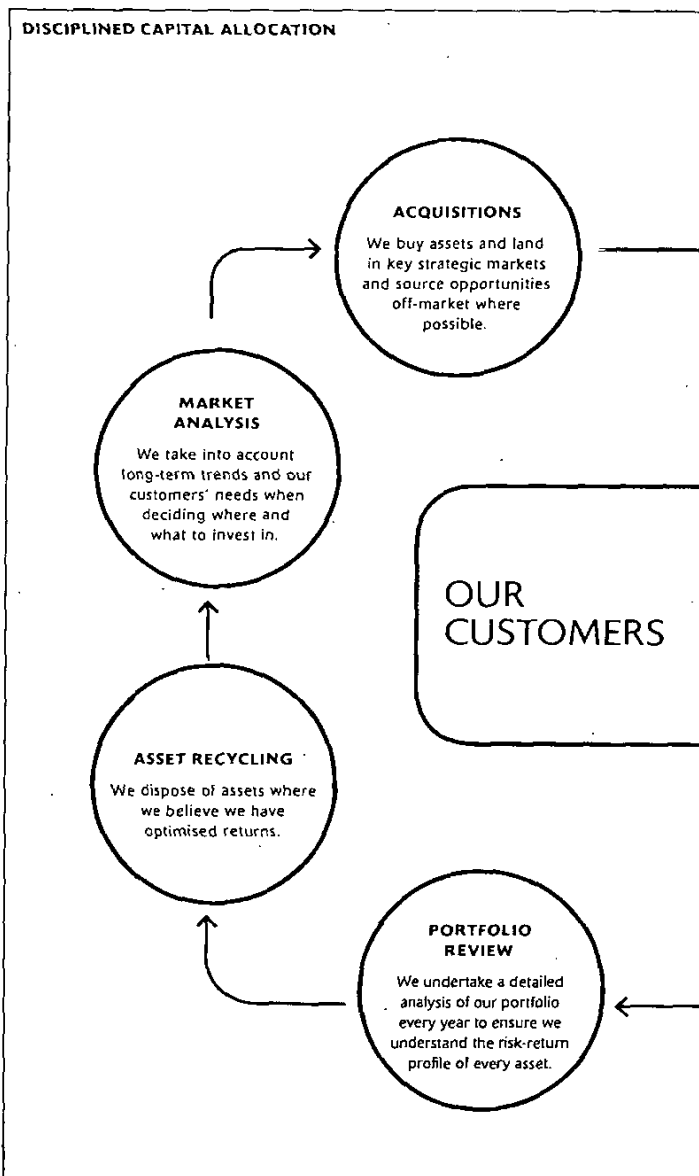 DISCIPLINED CAPITAL ALLOCATION
ACQUISITIONS
We buy assets and land
in key strategic markets
and source opportunities
off-market where
possible.
MARKET
ANALYSIS
We take into account
long-term trends and our
customers' needs when
deciding where and
what to invest in.
OUR
CUSTOMERS
ASSET RECYCLING
We dispose of assets where
we believe we have
optimised returns.
PORTFOLIO
REVIEW
We undertake a detailed
analysis of our portfolio
every year to ensure we
understand the risk-return
profile of every asset.